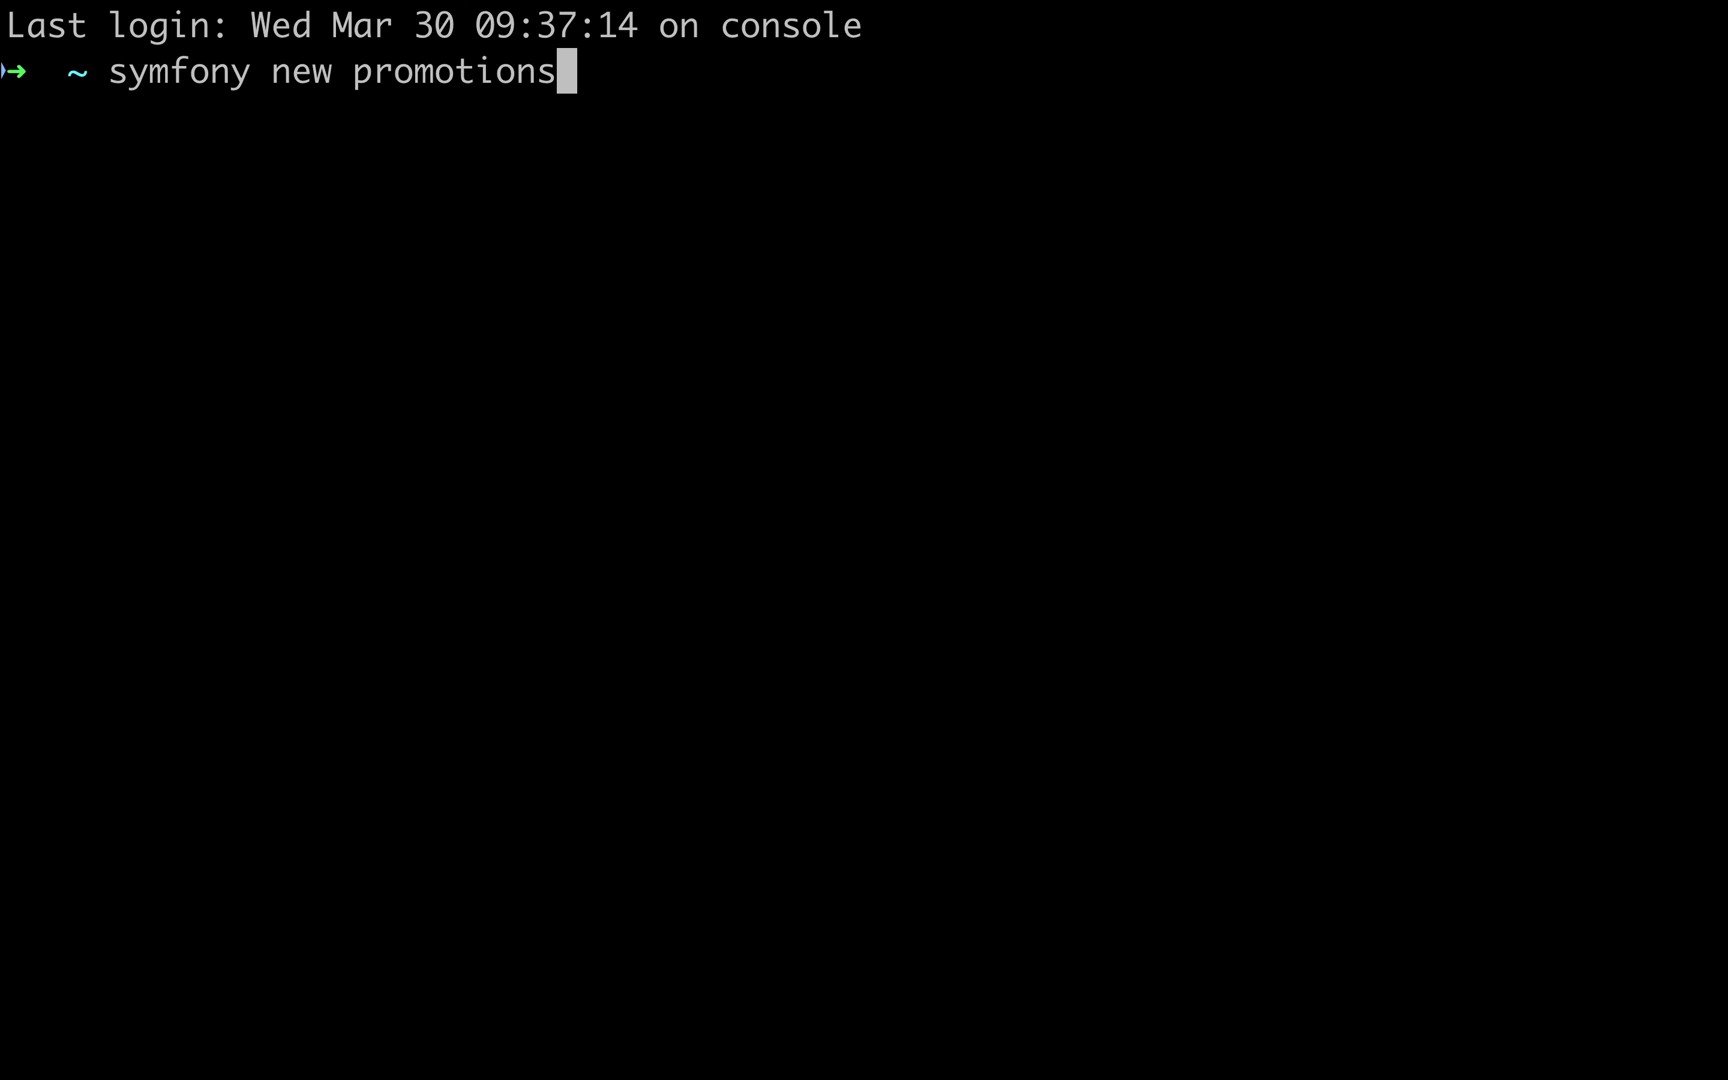 Last login: Wed Mar 30 09:37:14 on console
➜  ~ symfony new promotions